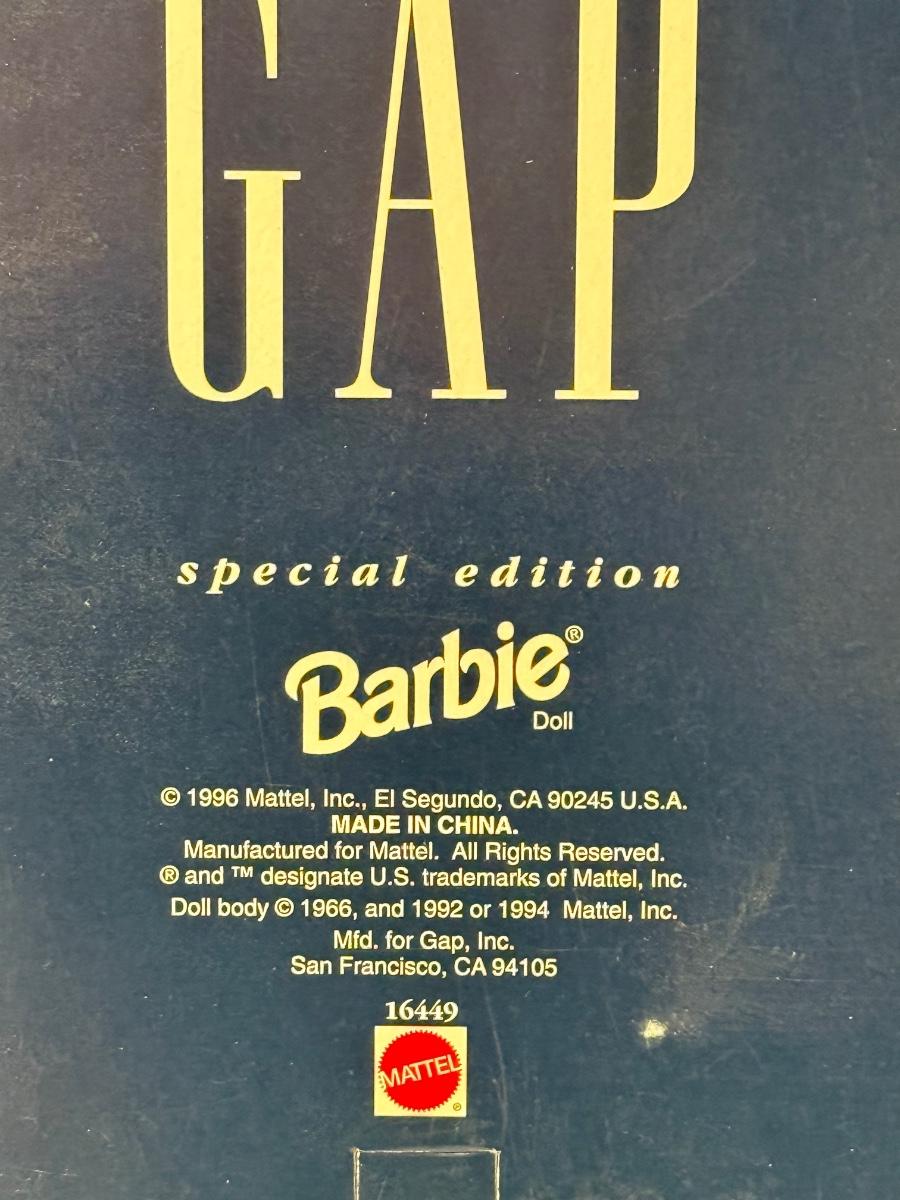 GAP
special edition
Barbie®
Doll
© 1996 Mattel, Inc., El Segundo, CA 90245 U.S.A.
MADE IN CHINA.
Manufactured for Mattel. All Rights Reserved.
® and ™ designate U.S. trademarks of Mattel, Inc.
Doll body © 1966, and 1992 or 1994 Mattel, Inc.
Mfd. for Gap, Inc.
San Francisco, CA 94105
16449
MATTEL
®